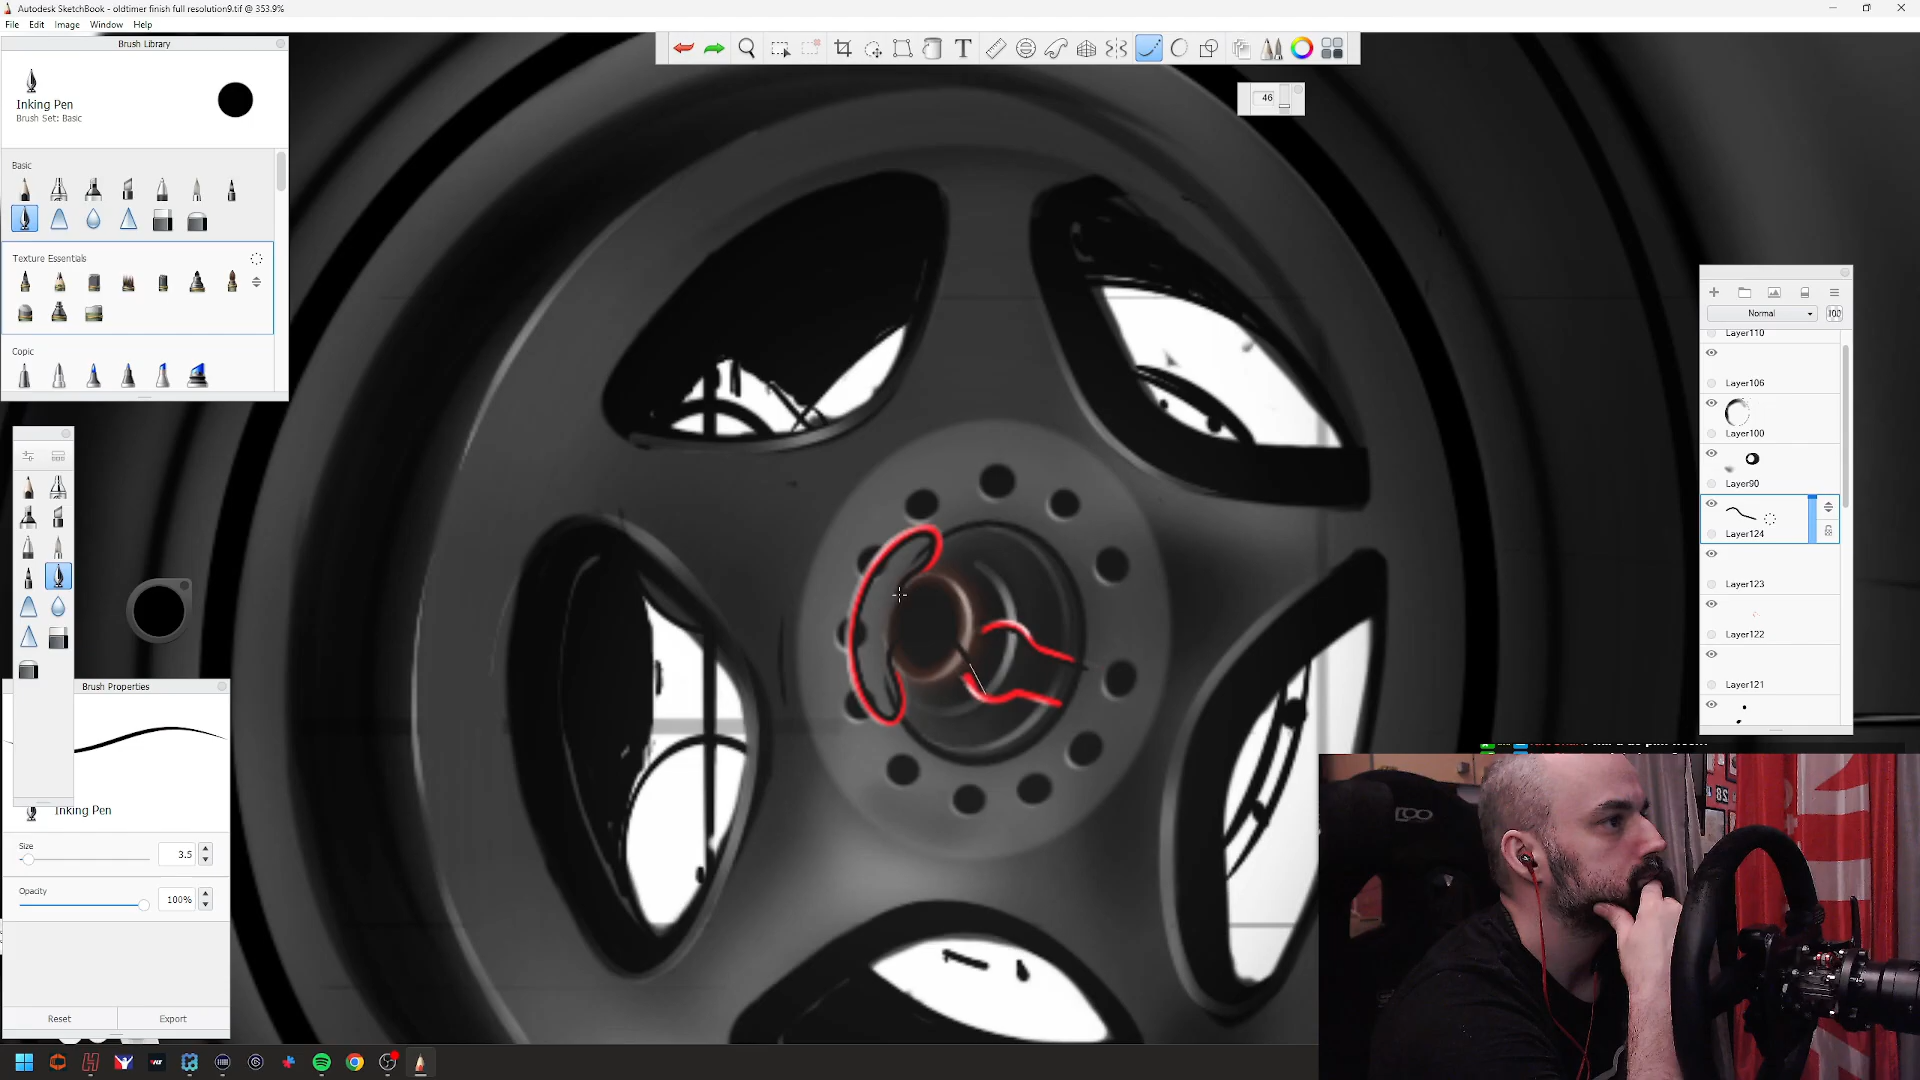 Autodesk SketchBook - oldtimer finish full resolution9.tif @ 353.9%
File Edit Image Window Help
Brush Library
Inking Pen
Brush Set: Basic
Basic
Texture Essentials
Copic
46
Normal
100
Layer110
Layer106
Layer100
Layer90
Layer124
Layer123
Layer122
Layer121
Brush Properties
Inking Pen
Size
3.5
Opacity
100%
Reset Export